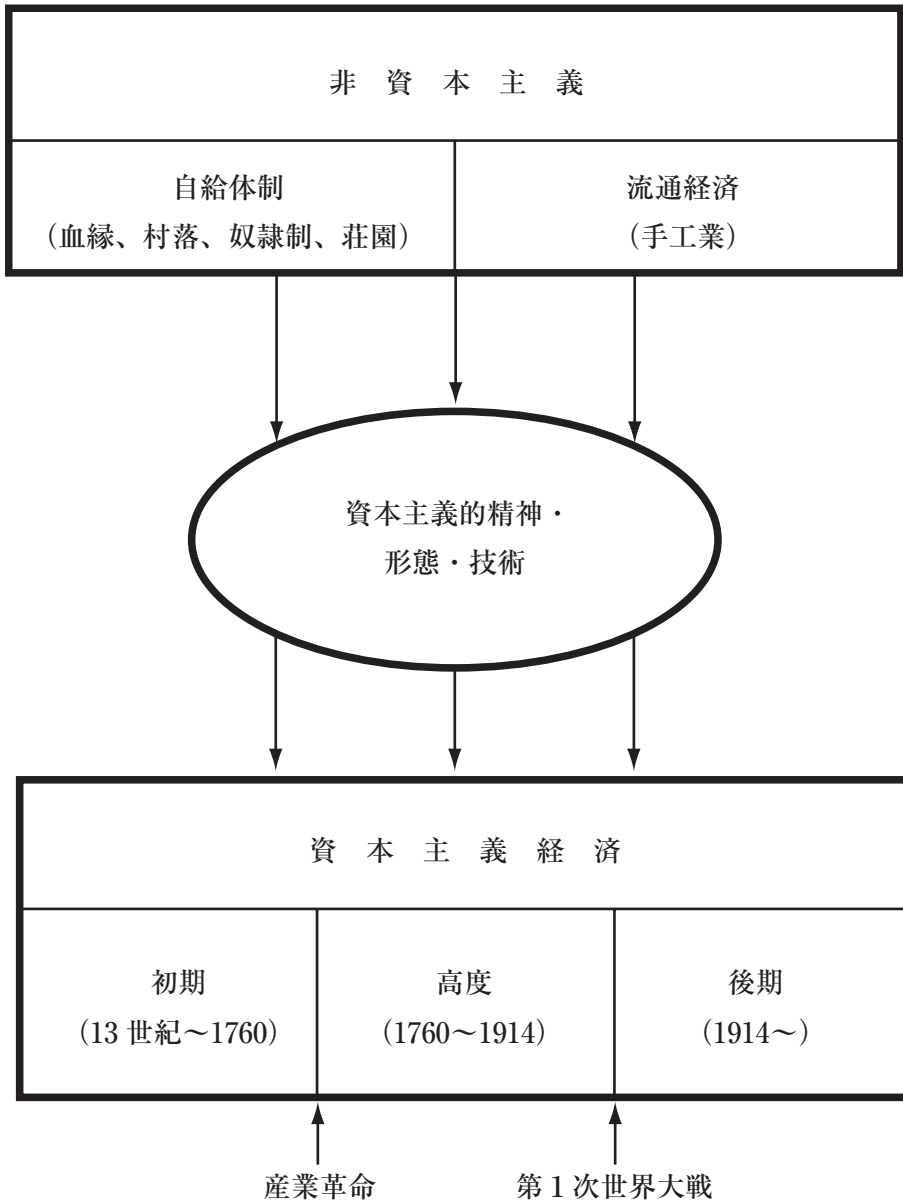 非資本主義
自給体制
（血縁、村落、奴隷制、荘園）
流通経済
（手工業）
資本主義的精神・
形態・技術
資本主義経済
初期
（13世紀〜1760）
高度
（1760〜1914）
後期
（1914〜）
産業革命
第1次世界大戦